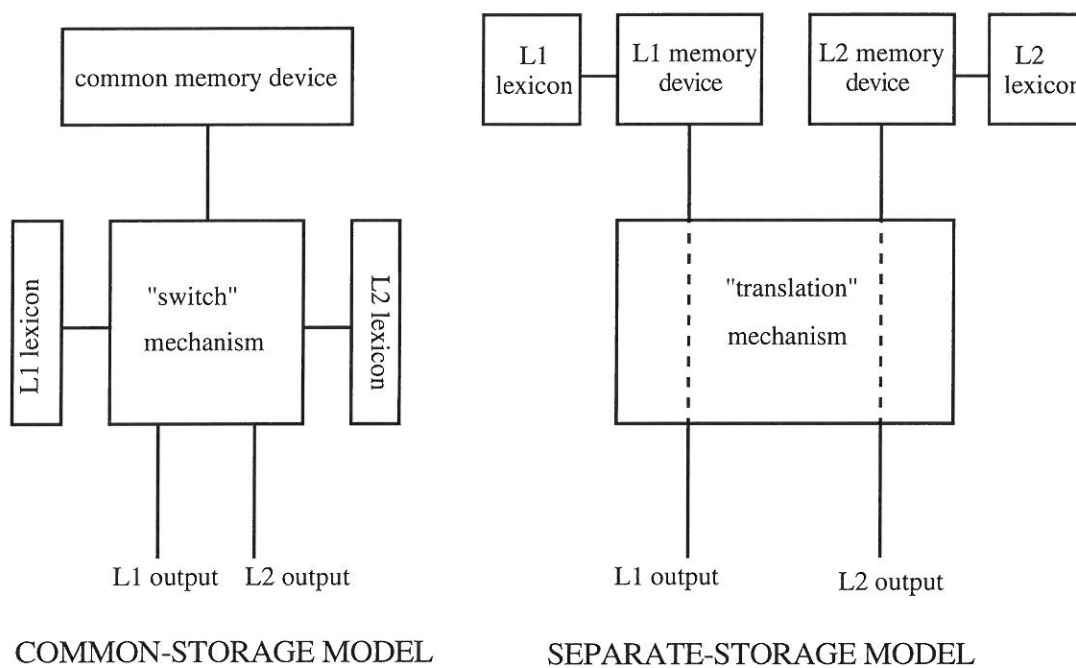 common memory device
L1 lexicon
"switch"
mechanism
L2 lexicon
L1 output
L2 output
COMMON-STORAGE MODEL
L1
lexicon
L1 memory
device
L2 memory
device
L2
lexicon
"translation"
mechanism
L1 output
L2 output
SEPARATE-STORAGE MODEL